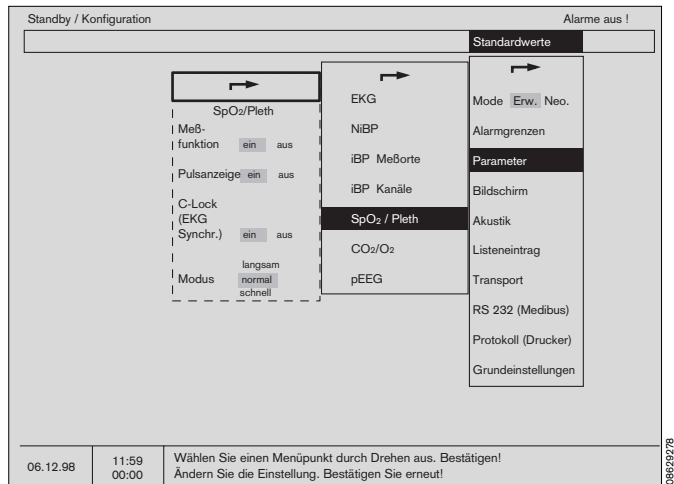 Standby / Konfiguration
Alarme aus !
Standardwerte
SpO2/Pleth
Meß-
funktion ein aus
Pulsanzeige ein aus
C-Lock
(EKG
Synchr.) ein aus
langsam
Modus normal
schnell
EKG
NiBP
iBP Meßorte
iBP Kanäle
SpO2 / Pleth
CO2/O2
pEEG
Mode Erw. Neo.
Alarmgrenzen
Parameter
Bildschirm
Akustik
Listeneintrag
Transport
RS 232 (Medibus)
Protokoll (Drucker)
Grundeinstellungen
06.12.98
11:59
00:00
Wählen Sie einen Menüpunkt durch Drehen aus. Bestätigen!
Ändern Sie die Einstellung. Bestätigen Sie erneut!
08629278